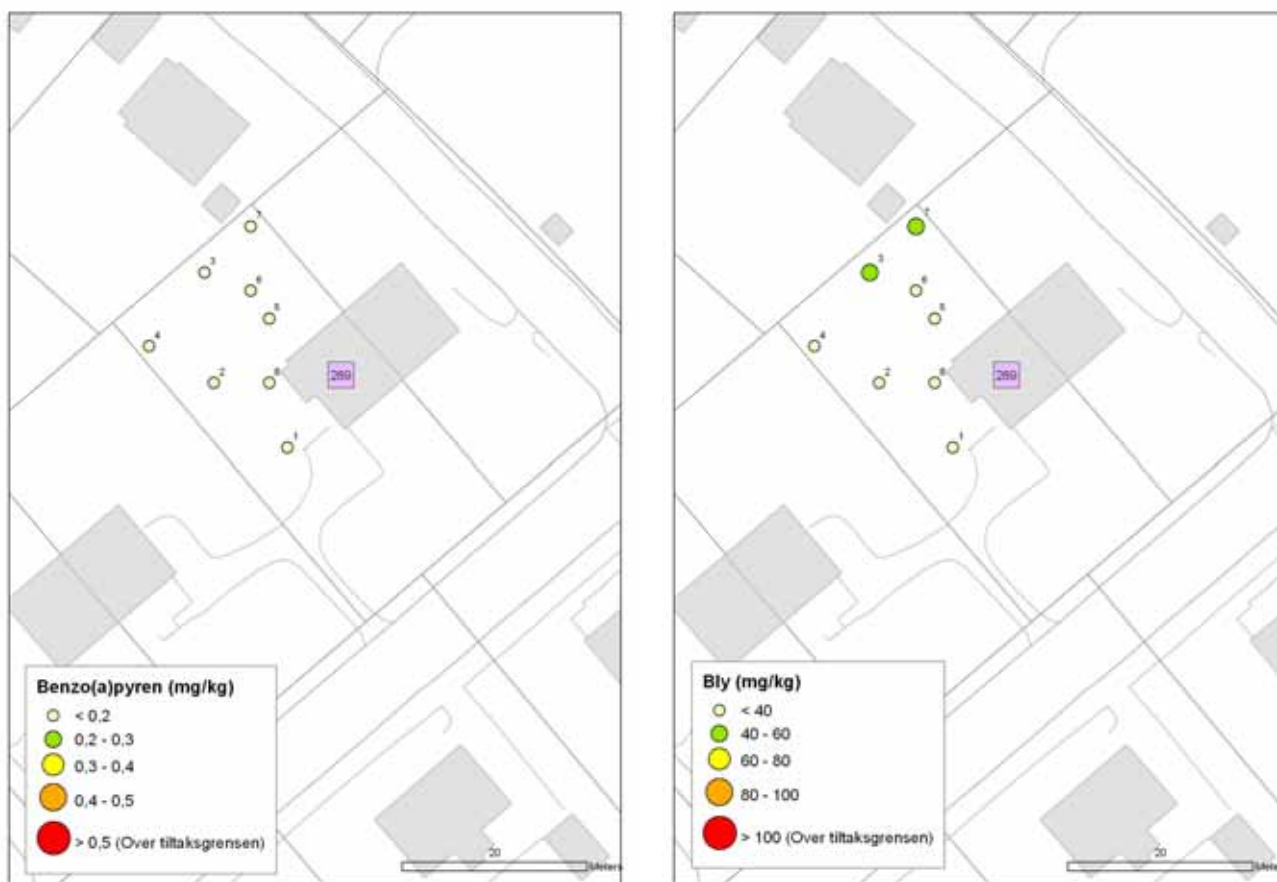 7
3
6
5
4
2
8
269
1
Benzo(a)pyren (mg/kg)
< 0,2
0,2 - 0,3
0,3 - 0,4
0,4 - 0,5
> 0,5 (Over tiltaksgrensen)
20
Meters
7
3
6
5
4
2
8
269
1
Bly (mg/kg)
< 40
40 - 60
60 - 80
80 - 100
> 100 (Over tiltaksgrensen)
20
Meters